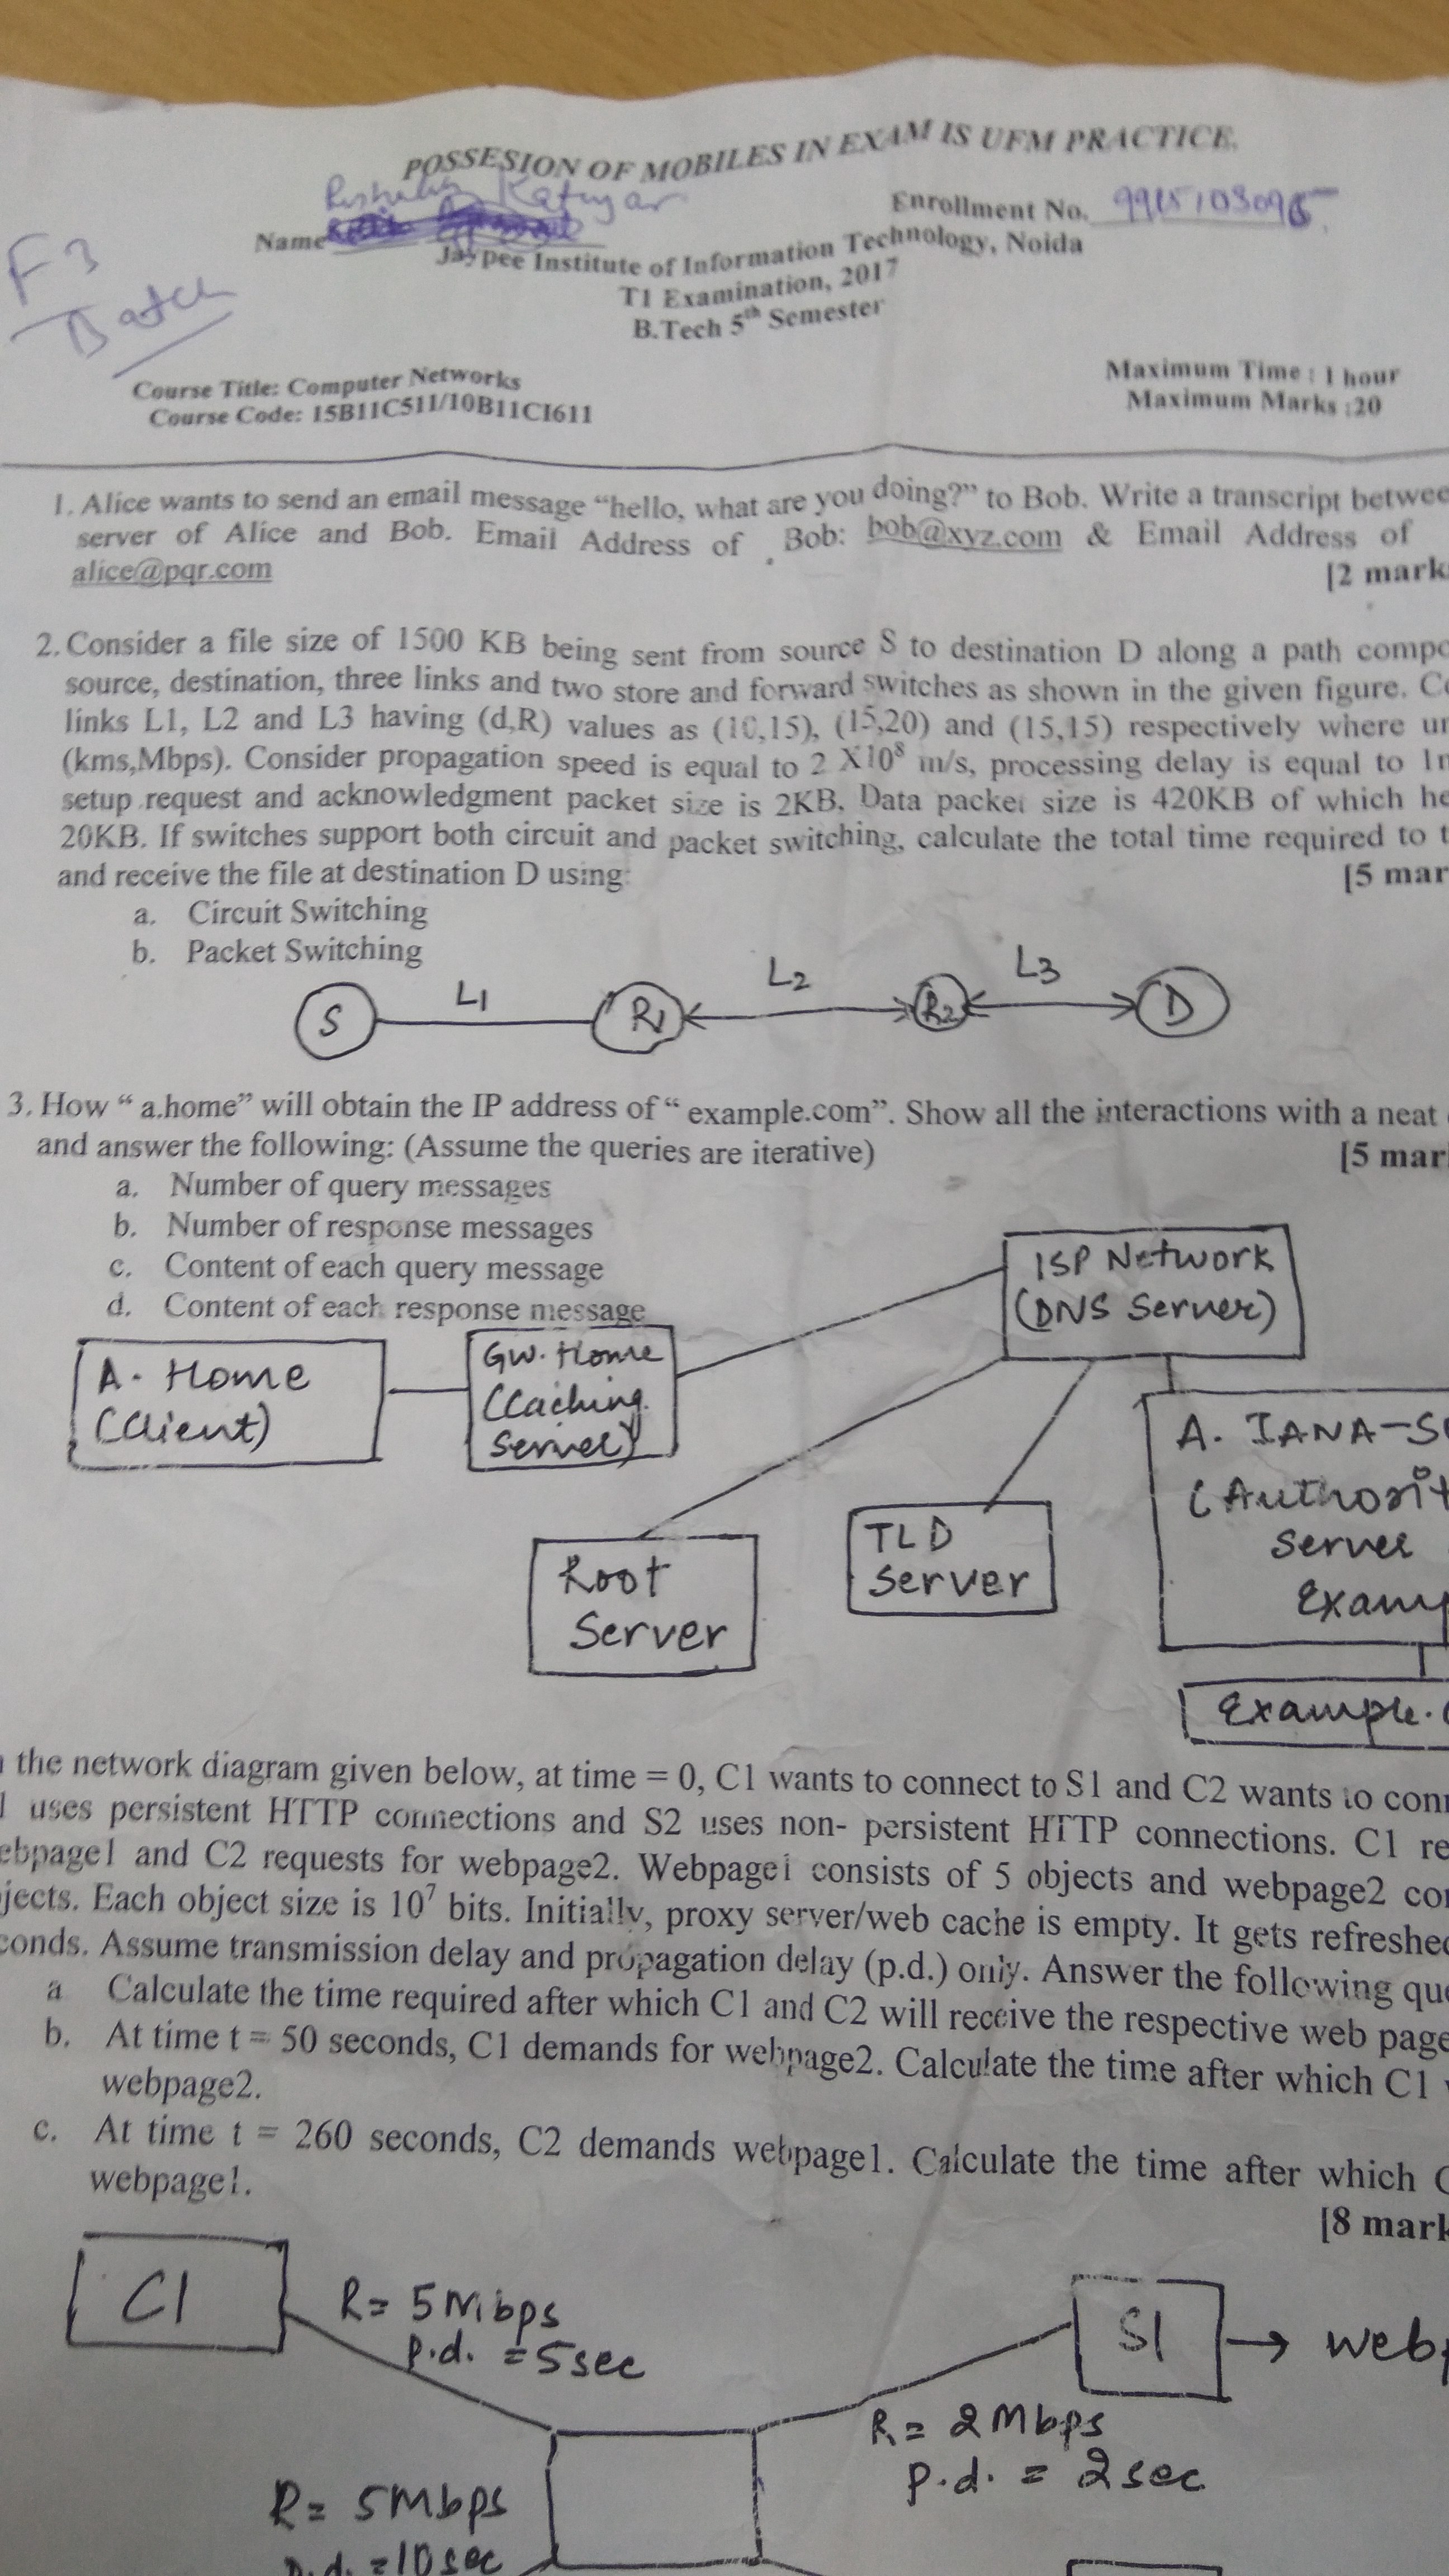 POSSESION OF MOBILES IN EXAM IS UFM PRACTICE.
Katiyar
Name
Enrollment No.
F3
Batch
Jaypee Institute of Information Technology, Noida
T1 Examination, 2017
B.Tech 5th Semester
Course Title: Computer Networks
Course Code: 15B11C511/10B11CI611
Maximum Time : 1 hour
Maximum Marks :20
1. Alice wants to send an email message “hello, what are you doing?” to Bob. Write a transcript betwee
server of Alice and Bob. Email Address of Bob: bob@xyz.com & Email Address of
alice@pqr.com
[2 mark
2. Consider a file size of 1500 KB being sent from source S to destination D along a path compo
source, destination, three links and two store and forward switches as shown in the given figure. Co
links L1, L2 and L3 having (d,R) values as (10,15), (15,20) and (15,15) respectively where un
(kms,Mbps). Consider propagation speed is equal to 2 X10⁸ m/s, processing delay is equal to 1m
setup request and acknowledgment packet size is 2KB. Data packet size is 420KB of which he
20KB. If switches support both circuit and packet switching, calculate the total time required to t
and receive the file at destination D using:
[5 mar
a. Circuit Switching
b. Packet Switching
S L1 R1 L2 R2 L3 D
3. How “ a.home” will obtain the IP address of “ example.com”. Show all the interactions with a neat
and answer the following: (Assume the queries are iterative)
[5 mar
a. Number of query messages
b. Number of response messages
c. Content of each query message
d. Content of each response message
ISP Network
(DNS Server)
A. Home
(Client)
GW. Home
(Caching
Server)
A. IANA-S
(Authorit
Server
Examp
TLD
Server
Root
Server
Example.
the network diagram given below, at time = 0, C1 wants to connect to S1 and C2 wants to conn
uses persistent HTTP connections and S2 uses non- persistent HTTP connections. C1 re
ebpage1 and C2 requests for webpage2. Webpage1 consists of 5 objects and webpage2 con
jects. Each object size is 10⁷ bits. Initially, proxy server/web cache is empty. It gets refreshed
conds. Assume transmission delay and propagation delay (p.d.) only. Answer the following que
a Calculate the time required after which C1 and C2 will receive the respective web page
b. At time t = 50 seconds, C1 demands for webpage2. Calculate the time after which C1
webpage2.
c. At time t = 260 seconds, C2 demands webpage1. Calculate the time after which C
webpage1.
[8 mark
C1
R= 5Mbps
p.d. =5sec
S1 → Webp
R= 2Mbps
p.d. = 2sec
R= 5Mbps
p.d. =10sec